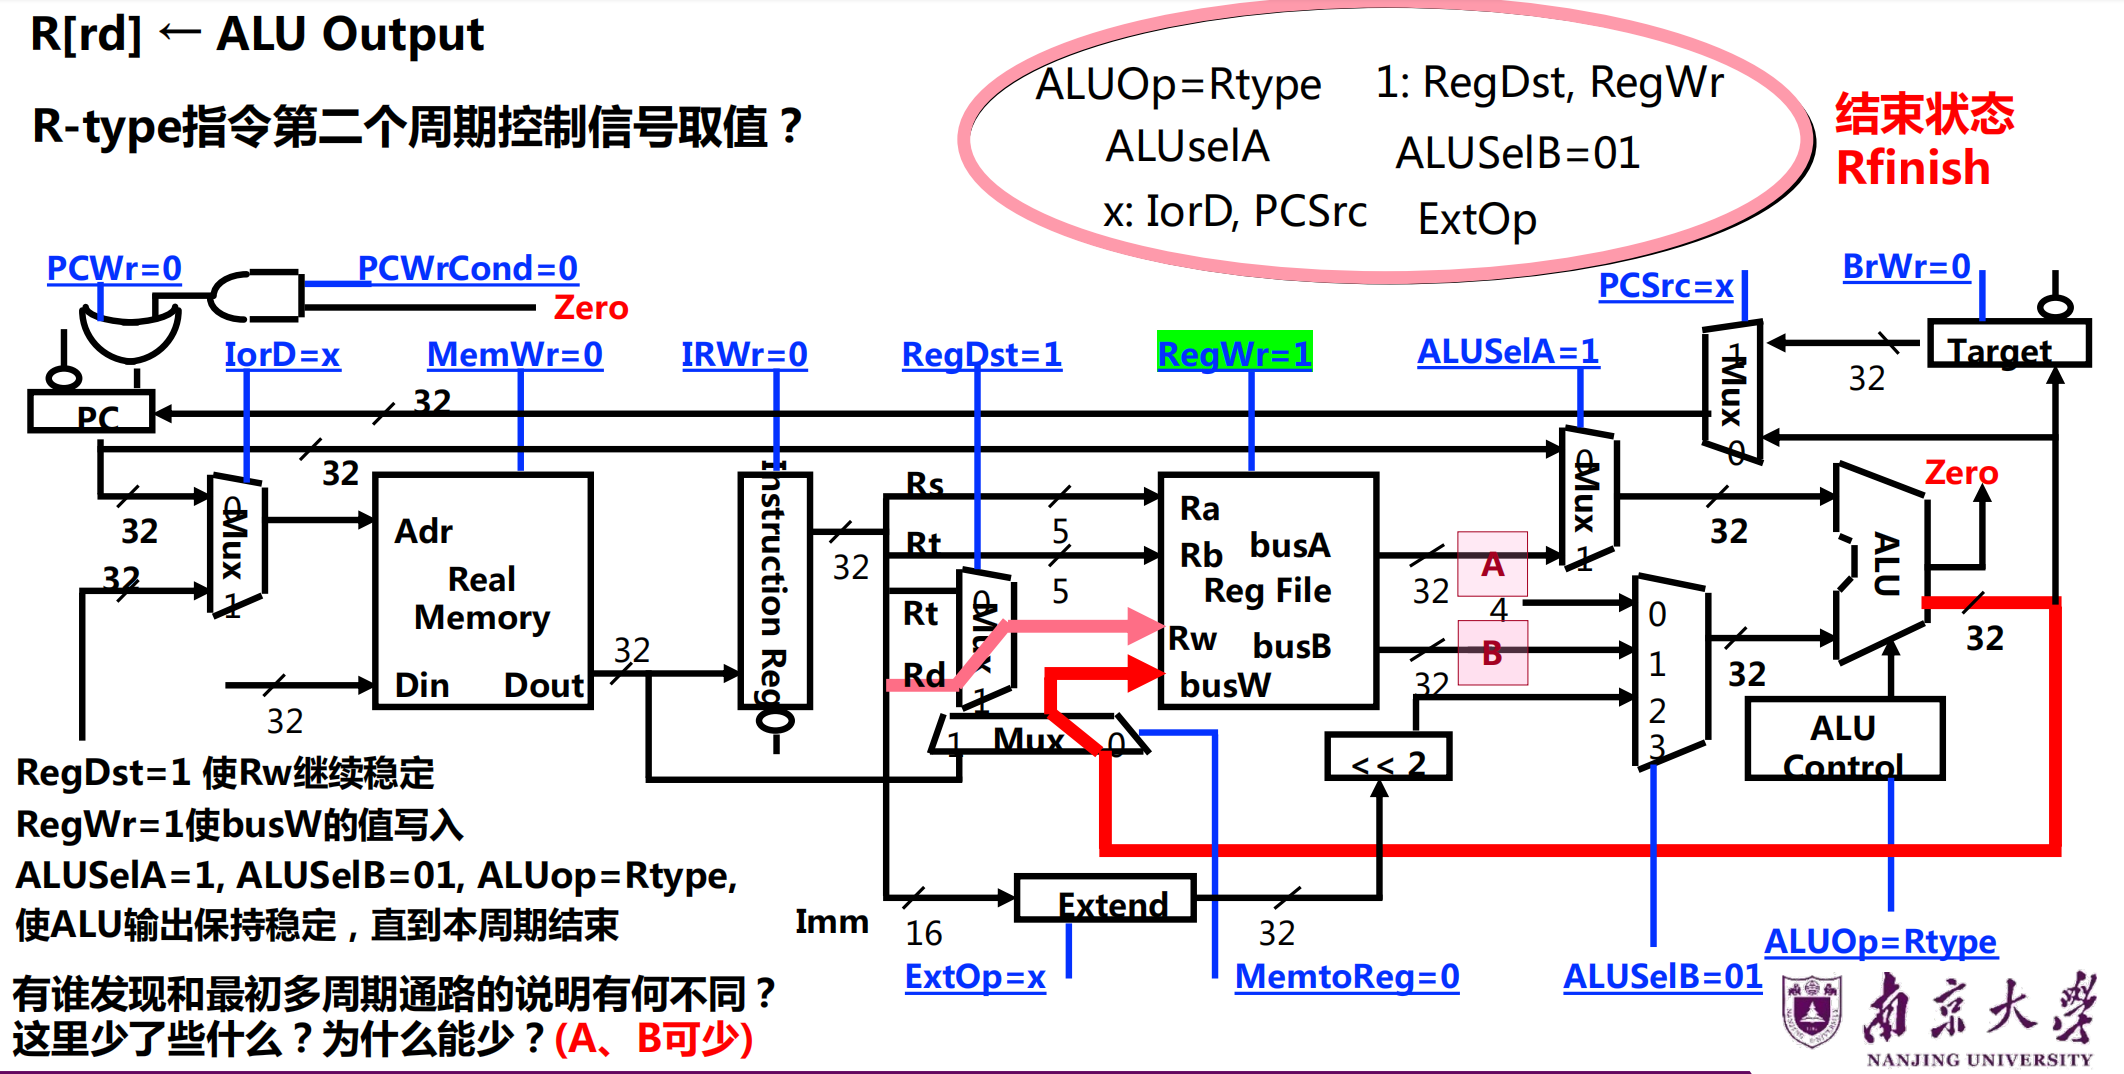 R[rd] ← ALU Output
R-type指令第二个周期控制信号取值？
ALUOp=Rtype
1: RegDst, RegWr
ALUselA
ALUSelB=01
x: IorD, PCSrc
ExtOp
结束状态
Rfinish
PCWr=0
PCWrCond=0
Zero
PCSrc=x
BrWr=0
IorD=x
MemWr=0
IRWr=0
RegDst=1
RegWr=1
ALUSelA=1
1
Mux
0
32
Target
PC
32
32
Zero
32
0
Mux
1
32
Adr
Real
Memory
Din
Dout
32
32
Instruction Reg
32
Rs
Rt
5
5
Rt
Rd
0
Mux
1
Ra
Rb
busA
Reg File
Rw
busB
busW
32
A
4
B
32
0
Mux
1
32
0
1
2
3
32
ALU
32
1
Mux
0
<< 2
ALU
Control
RegDst=1 使Rw继续稳定
RegWr=1使busW的值写入
ALUSelA=1, ALUSelB=01, ALUop=Rtype,
使ALU输出保持稳定，直到本周期结束
Imm
16
Extend
32
ExtOp=x
MemtoReg=0
ALUSelB=01
ALUOp=Rtype
有谁发现和最初多周期通路的说明有何不同？
这里少了些什么？为什么能少？(A、B可少)
南京大学
NANJING UNIVERSITY